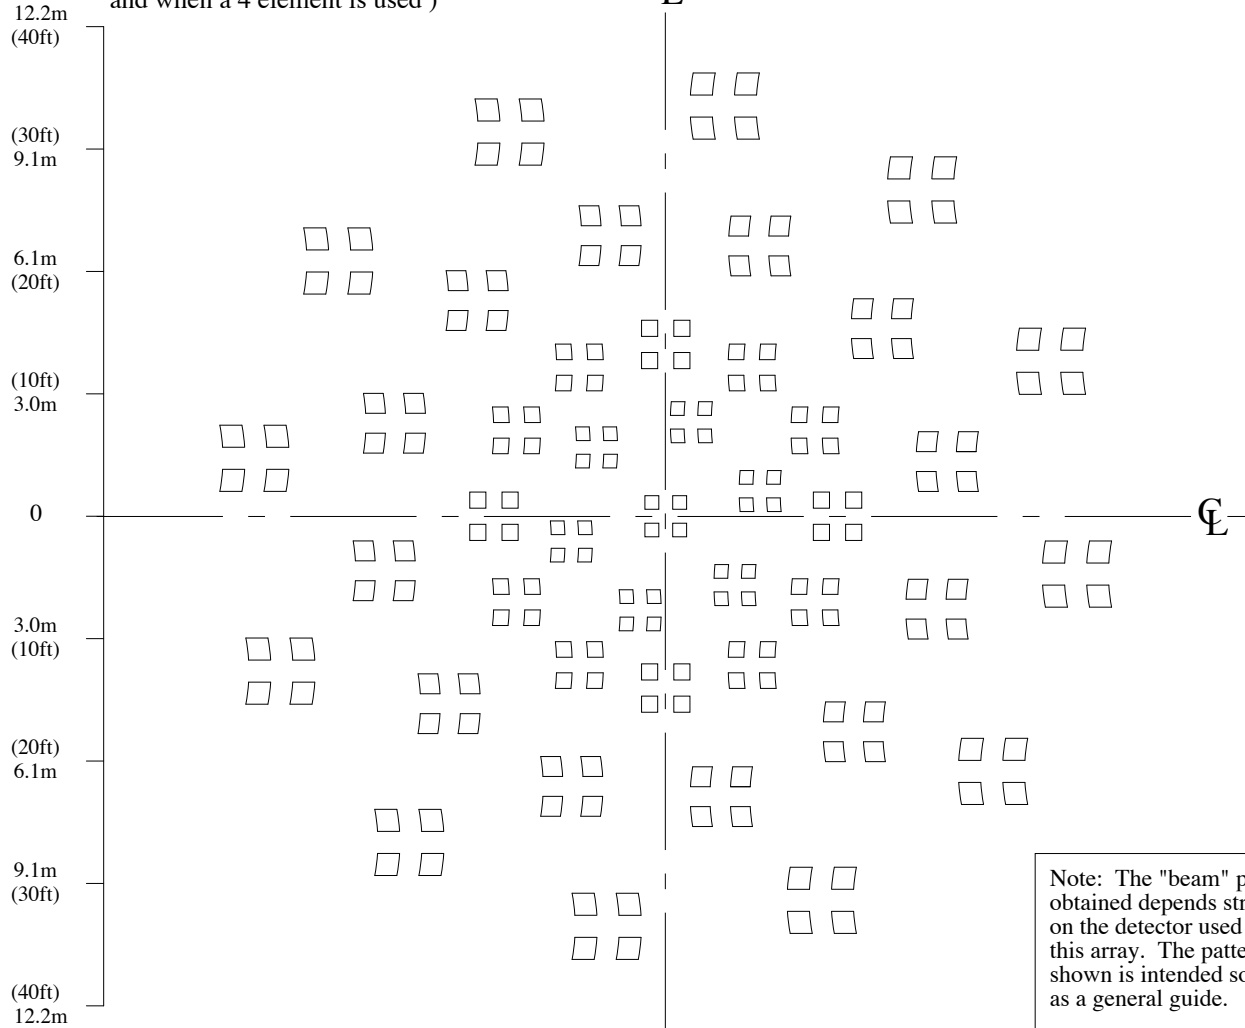 and when a 4 element is used )
12.2m
(40ft)
(30ft)
9.1m
6.1m
(20ft)
(10ft)
3.0m
0
3.0m
(10ft)
(20ft)
6.1m
9.1m
(30ft)
(40ft)
12.2m
℄
Note: The "beam" p
obtained depends str
on the detector used
this array. The patte
shown is intended so
as a general guide.